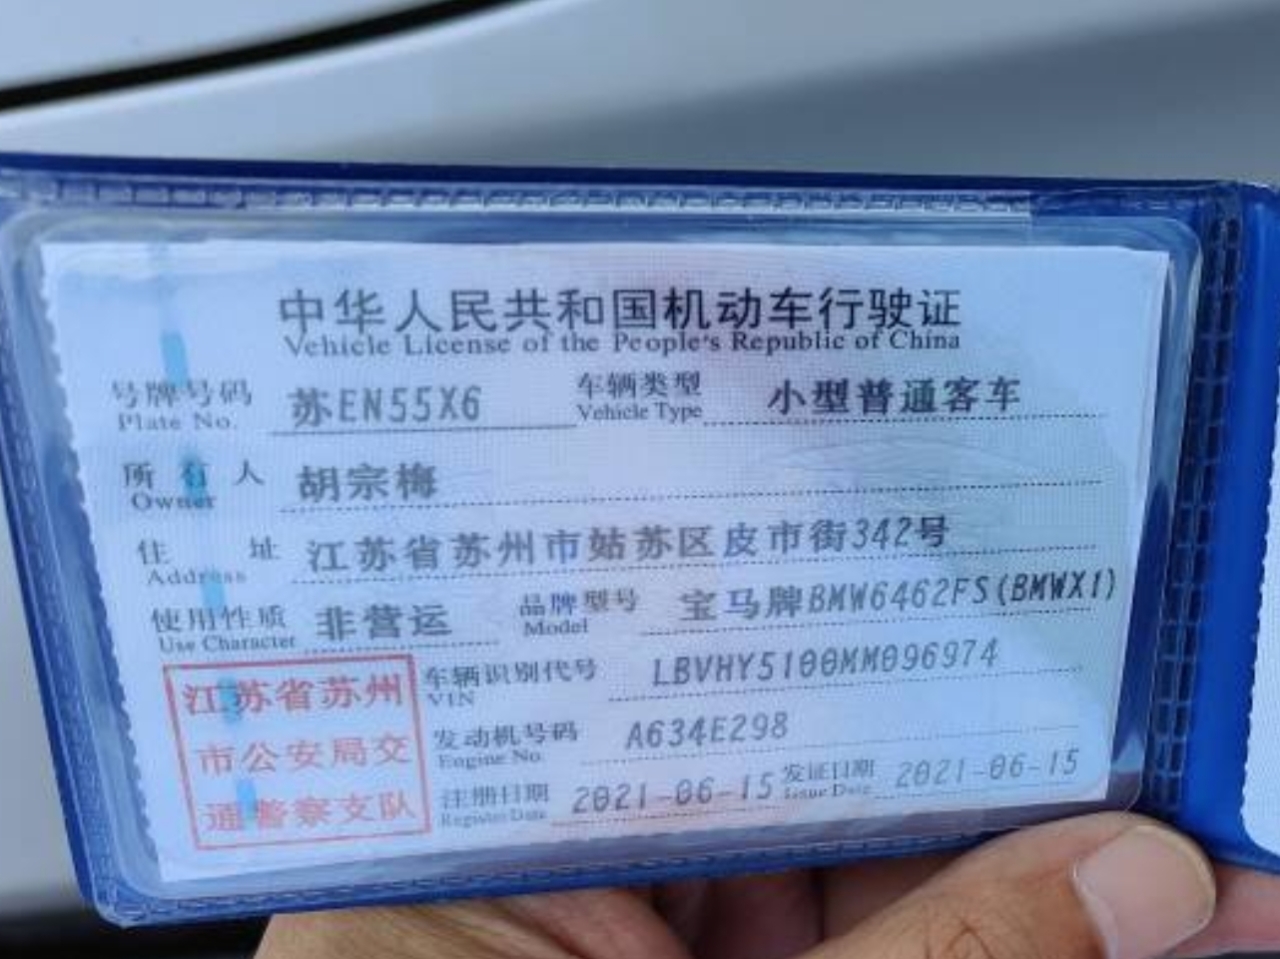 中华人民共和国机动车行驶证
Vehicle License of the People's Republic of China
号牌号码 苏EN55X6 车辆类型 小型普通客车
Plate No. Vehicle Type
所有人 胡宗梅
Owner
住址 江苏省苏州市姑苏区皮市街342号
Address
使用性质 非营运 品牌型号 宝马牌BMW6462FS(BMWX1)
Use Character Model
车辆识别代号 LBVHY5100MM096974
VIN
发动机号码 A634E298
Engine No.
注册日期 2021-06-15 发证日期 2021-06-15
Register Date Issue Date
江苏省苏州
市公安局交
通警察支队